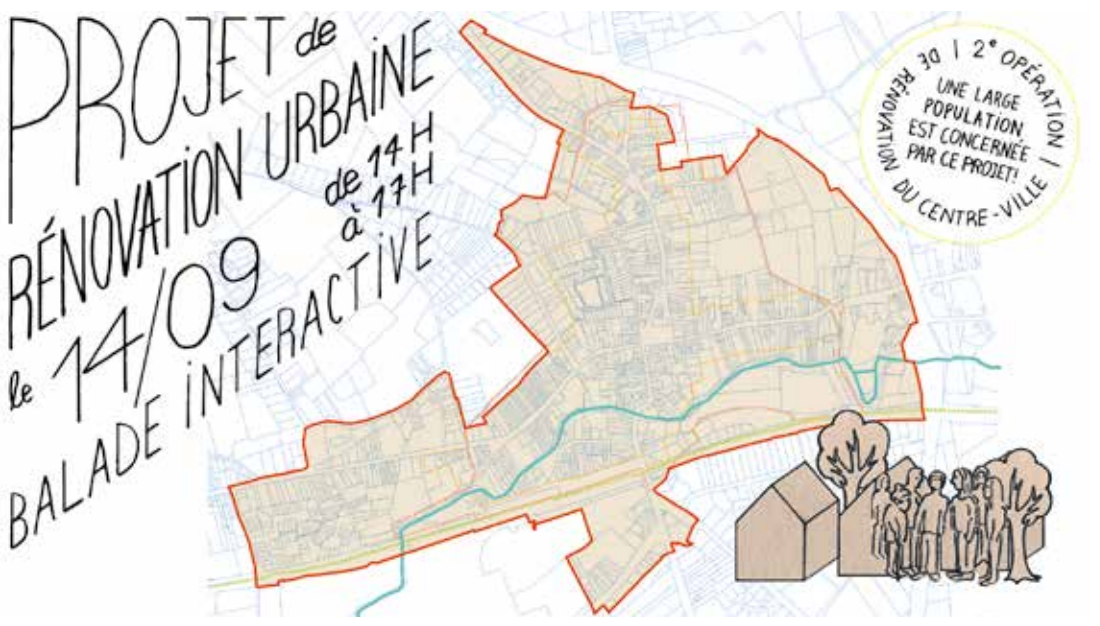 PROJET de
RÉNOVATION URBAINE
le 14/09
de 14H
à 17H
BALADE INTERACTIVE
2e OPÉRATION / DE RÉNOVATION DU CENTRE-VILLE /
UNE LARGE
POPULATION
EST CONCERNÉE
PAR CE PROJET!